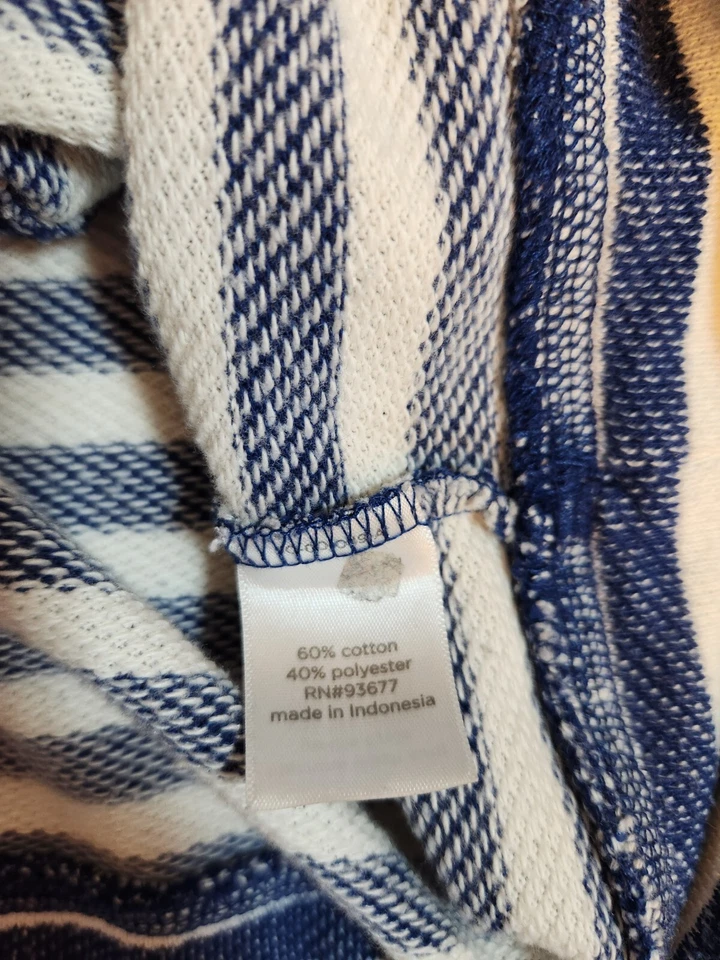 60% cotton
40% polyester
RN#93677
made in Indonesia